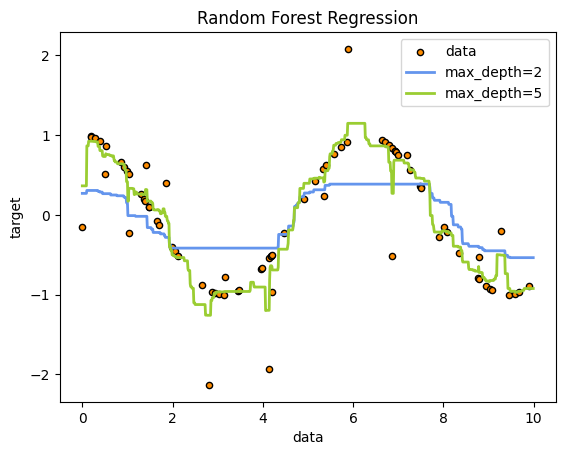 Random Forest Regression
data
max_depth=2
max_depth=5
target
2
1
0
−1
−2
0
2
4
6
8
10
data